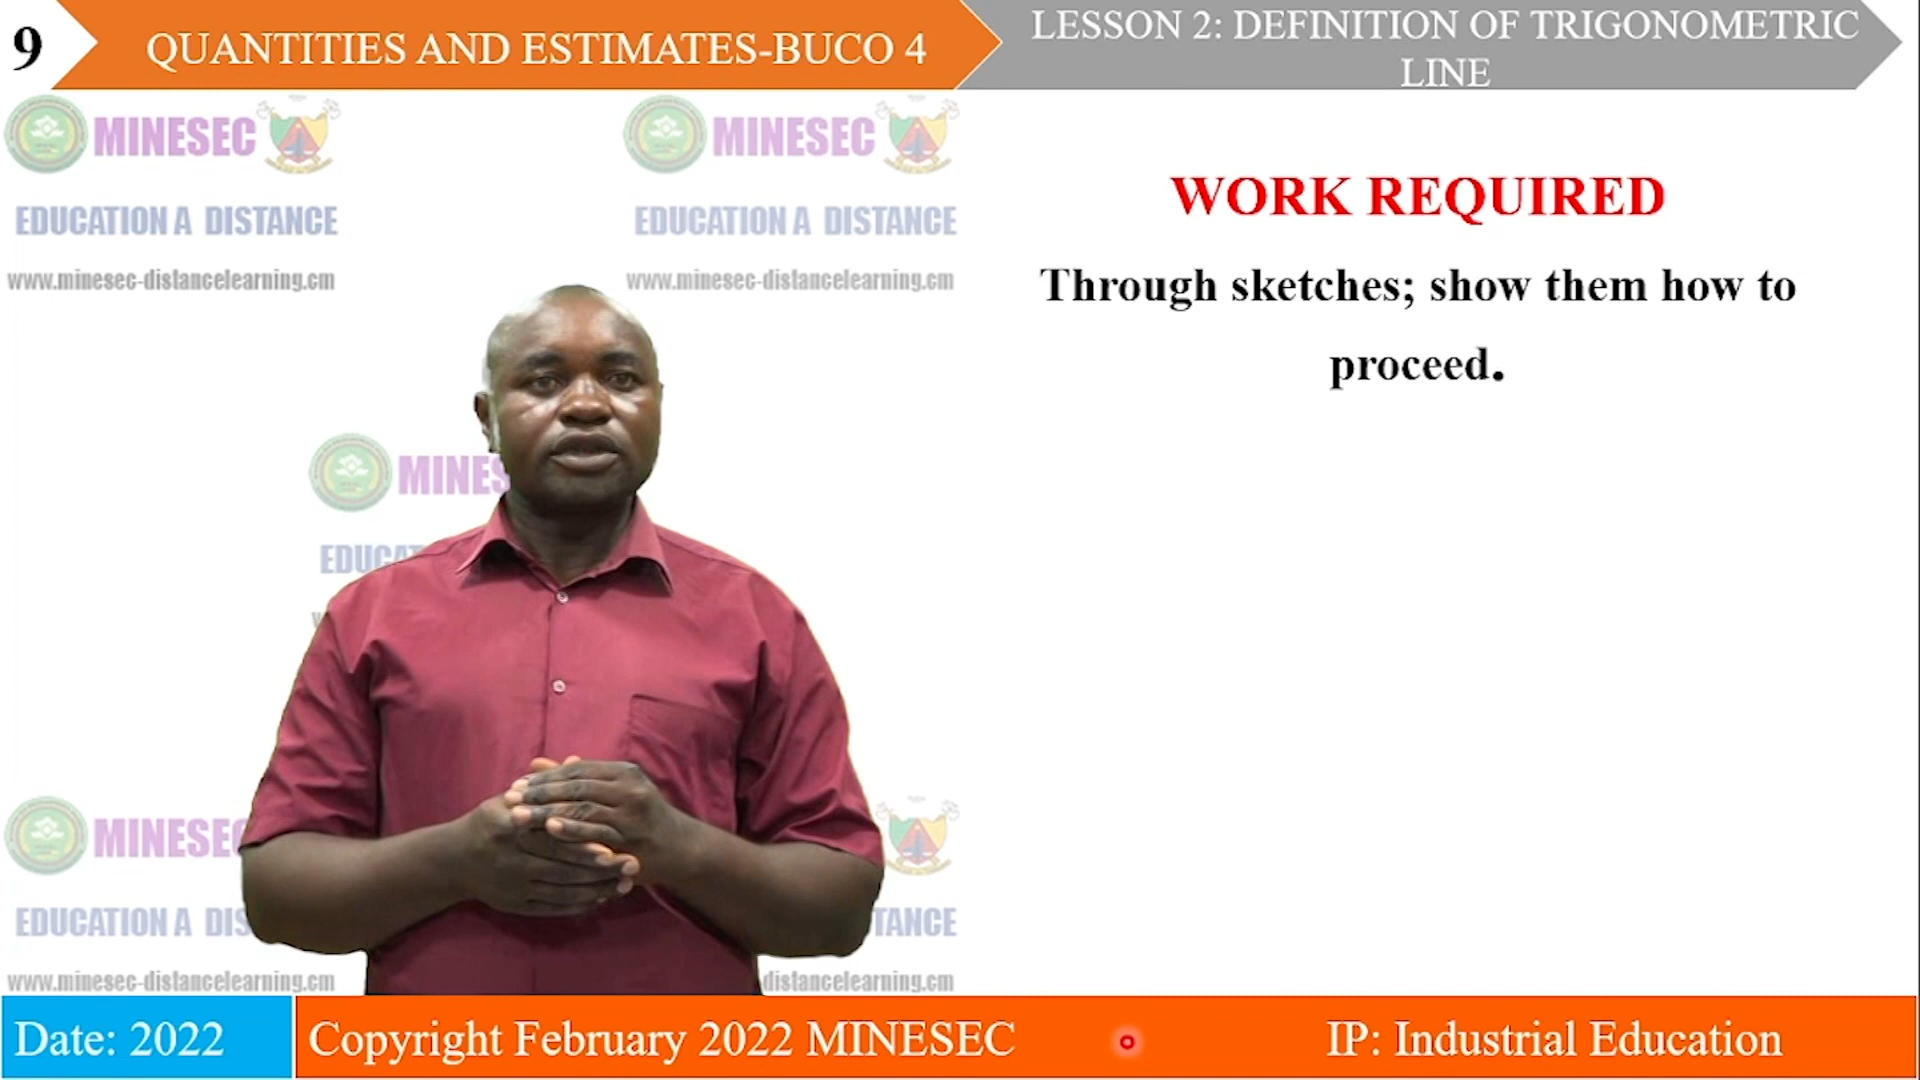 9
QUANTITIES AND ESTIMATES-BUCO 4
LESSON 2: DEFINITION OF TRIGONOMETRIC
LINE
MINESEC
EDUCATION A DISTANCE
www.minesec-distancelearning.cm
MINESEC
EDUCATION A DISTANCE
www.minesec-distancelearning.cm
WORK REQUIRED
Through sketches; show them how to
proceed.
MINES
EDUCAT
MINESEC
EDUCATION A DIS
www.minesec-distancelearning.cm
TANCE
distancelearning.cm
Date: 2022
Copyright February 2022 MINESEC
IP: Industrial Education